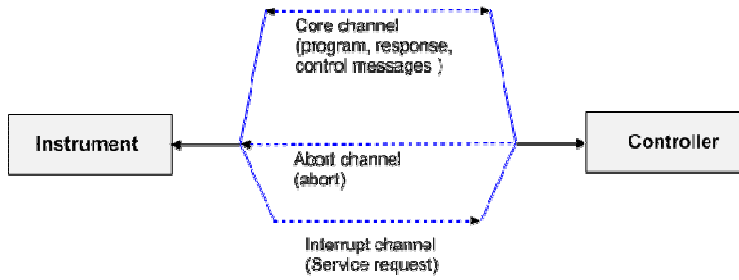 Core channel
(program, response,
control messages )
Instrument
Controller
Abort channel
(abort)
Interrupt channel
(Service request)